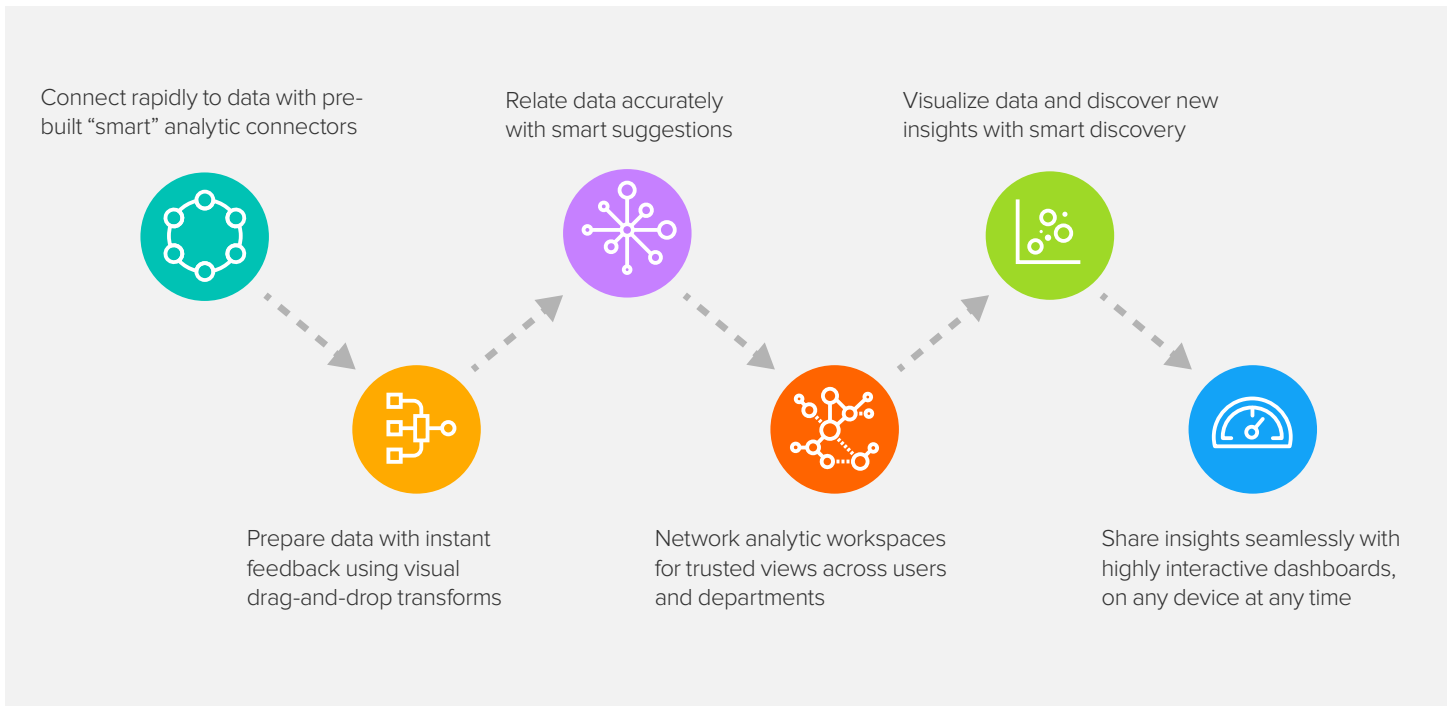 Connect rapidly to data with pre-
built “smart” analytic connectors
Prepare data with instant
feedback using visual
drag-and-drop transforms
Relate data accurately
with smart suggestions
Network analytic workspaces
for trusted views across users
and departments
Visualize data and discover new
insights with smart discovery
Share insights seamlessly with
highly interactive dashboards,
on any device at any time